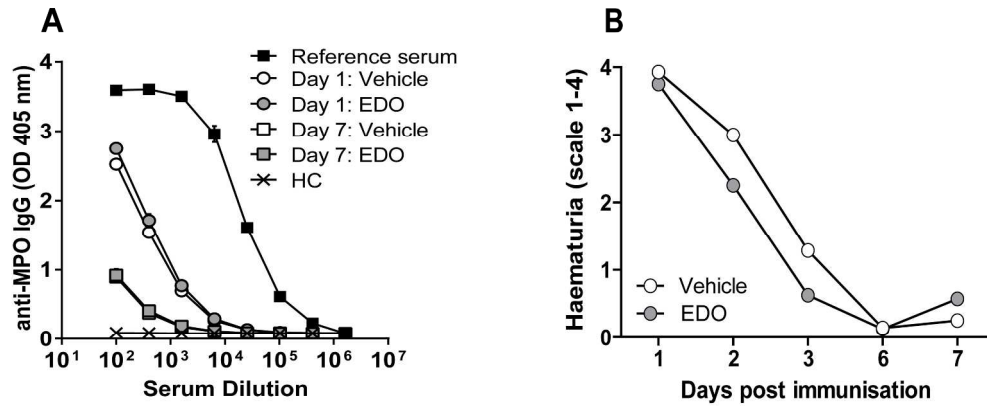 A
anti-MPO IgG (OD 405 nm)
4
3
2
1
0
10¹ 10² 10³ 10⁴ 10⁵ 10⁶ 10⁷
Serum Dilution
Reference serum
Day 1: Vehicle
Day 1: EDO
Day 7: Vehicle
Day 7: EDO
HC
B
Haematuria (scale 1-4)
4
3
2
1
0
Vehicle
EDO
1 2 3 6 7
Days post immunisation